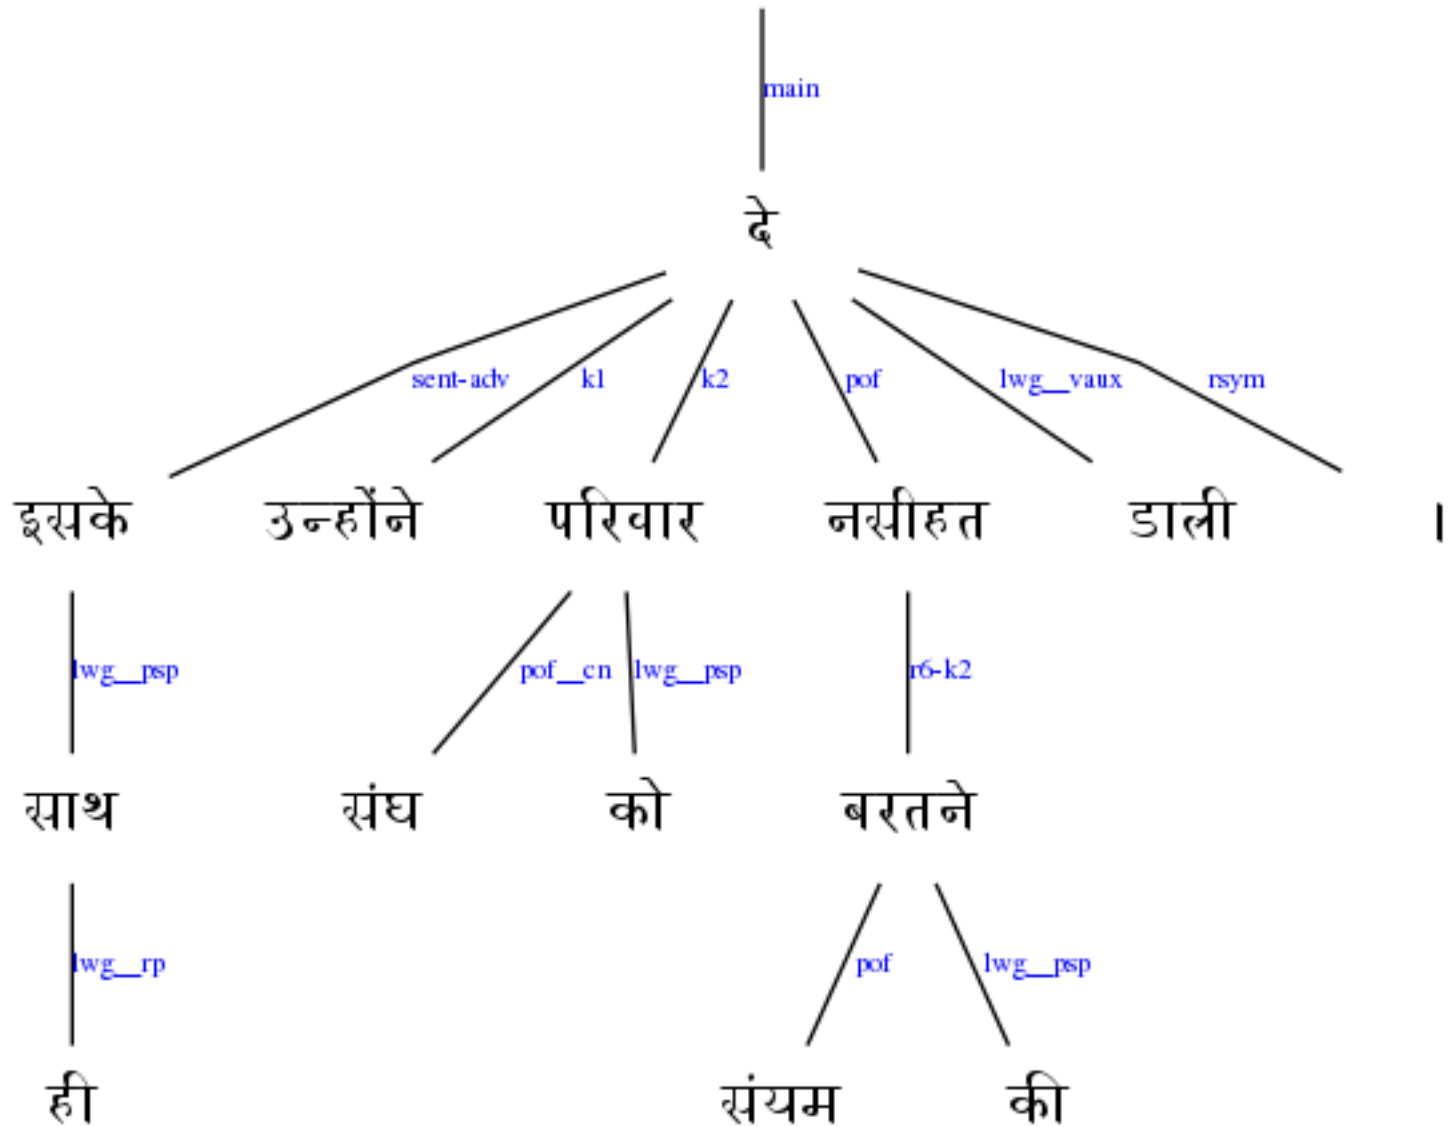 main
दे
sent-adv k1 k2 pof lwg__vaux rsym
इसके उन्होंने परिवार नसीहत डाली ।
lwg__psp pof__cn lwg__psp r6-k2
साथ संघ को बरतने
lwg__rp pof lwg__psp
ही संयम की